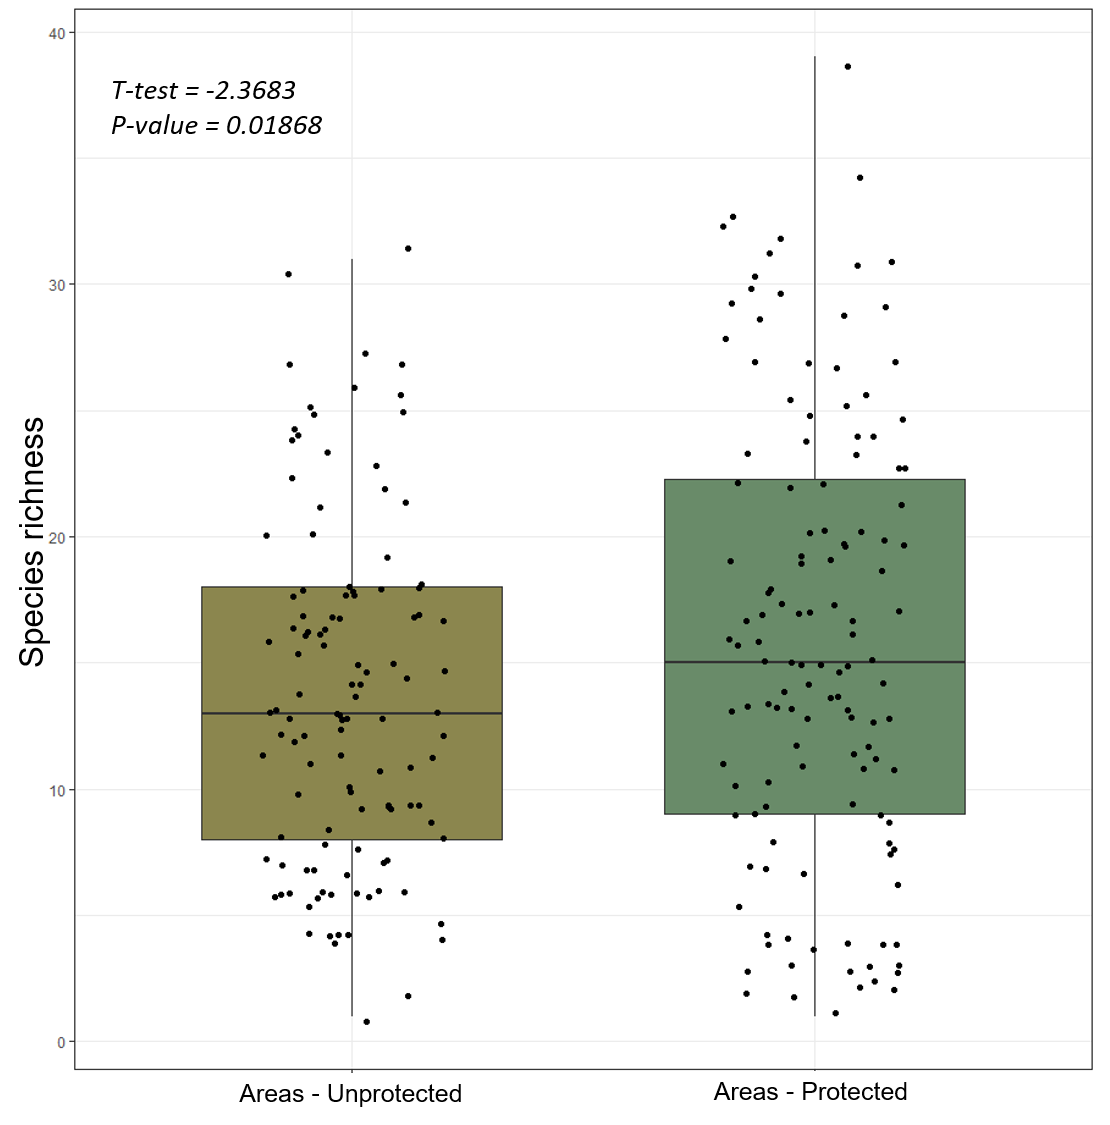 40
T-test = -2.3683
P-value = 0.01868
30
Species richness
20
10
0
Areas - Unprotected
Areas - Protected